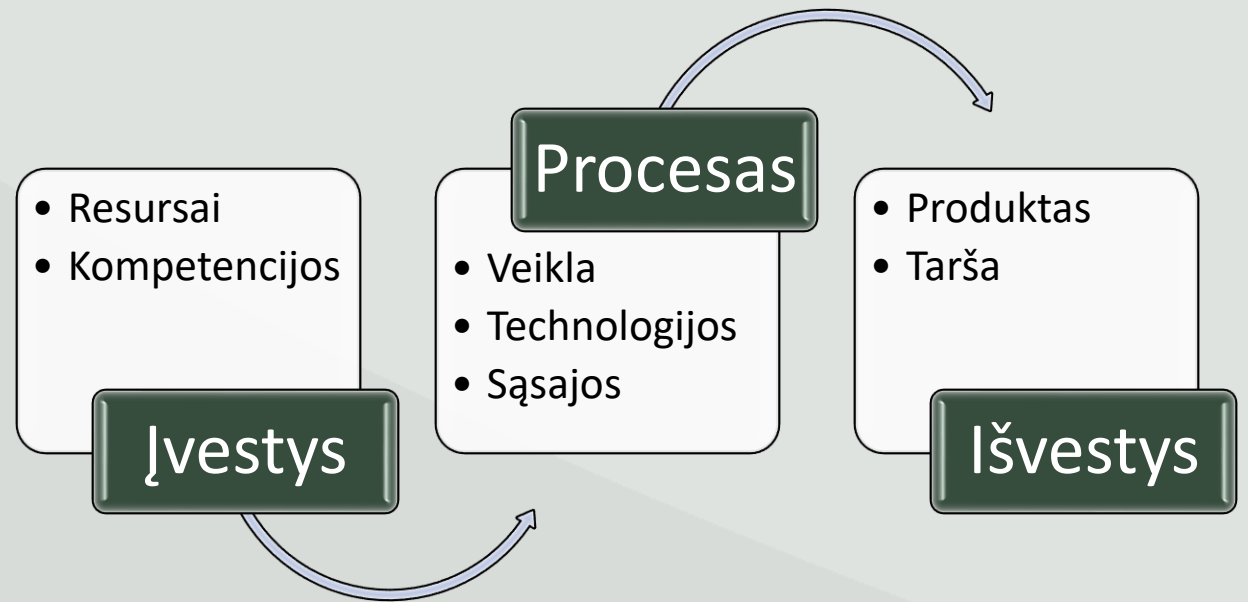 • Resursai
• Kompetencijos
Įvestys
Procesas
• Veikla
• Technologijos
• Sąsajos
• Produktas
• Tarša
Išvestys